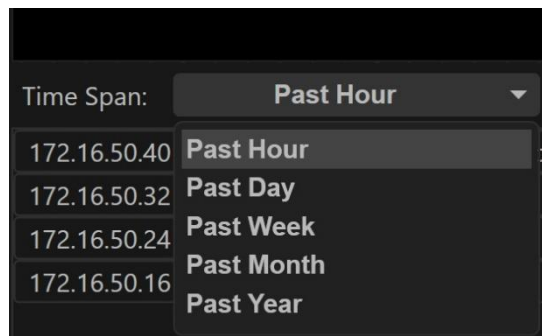 Time Span: Past Hour
172.16.50.40 Past Hour
172.16.50.32 Past Day
172.16.50.24 Past Week
172.16.50.16 Past Month
Past Year